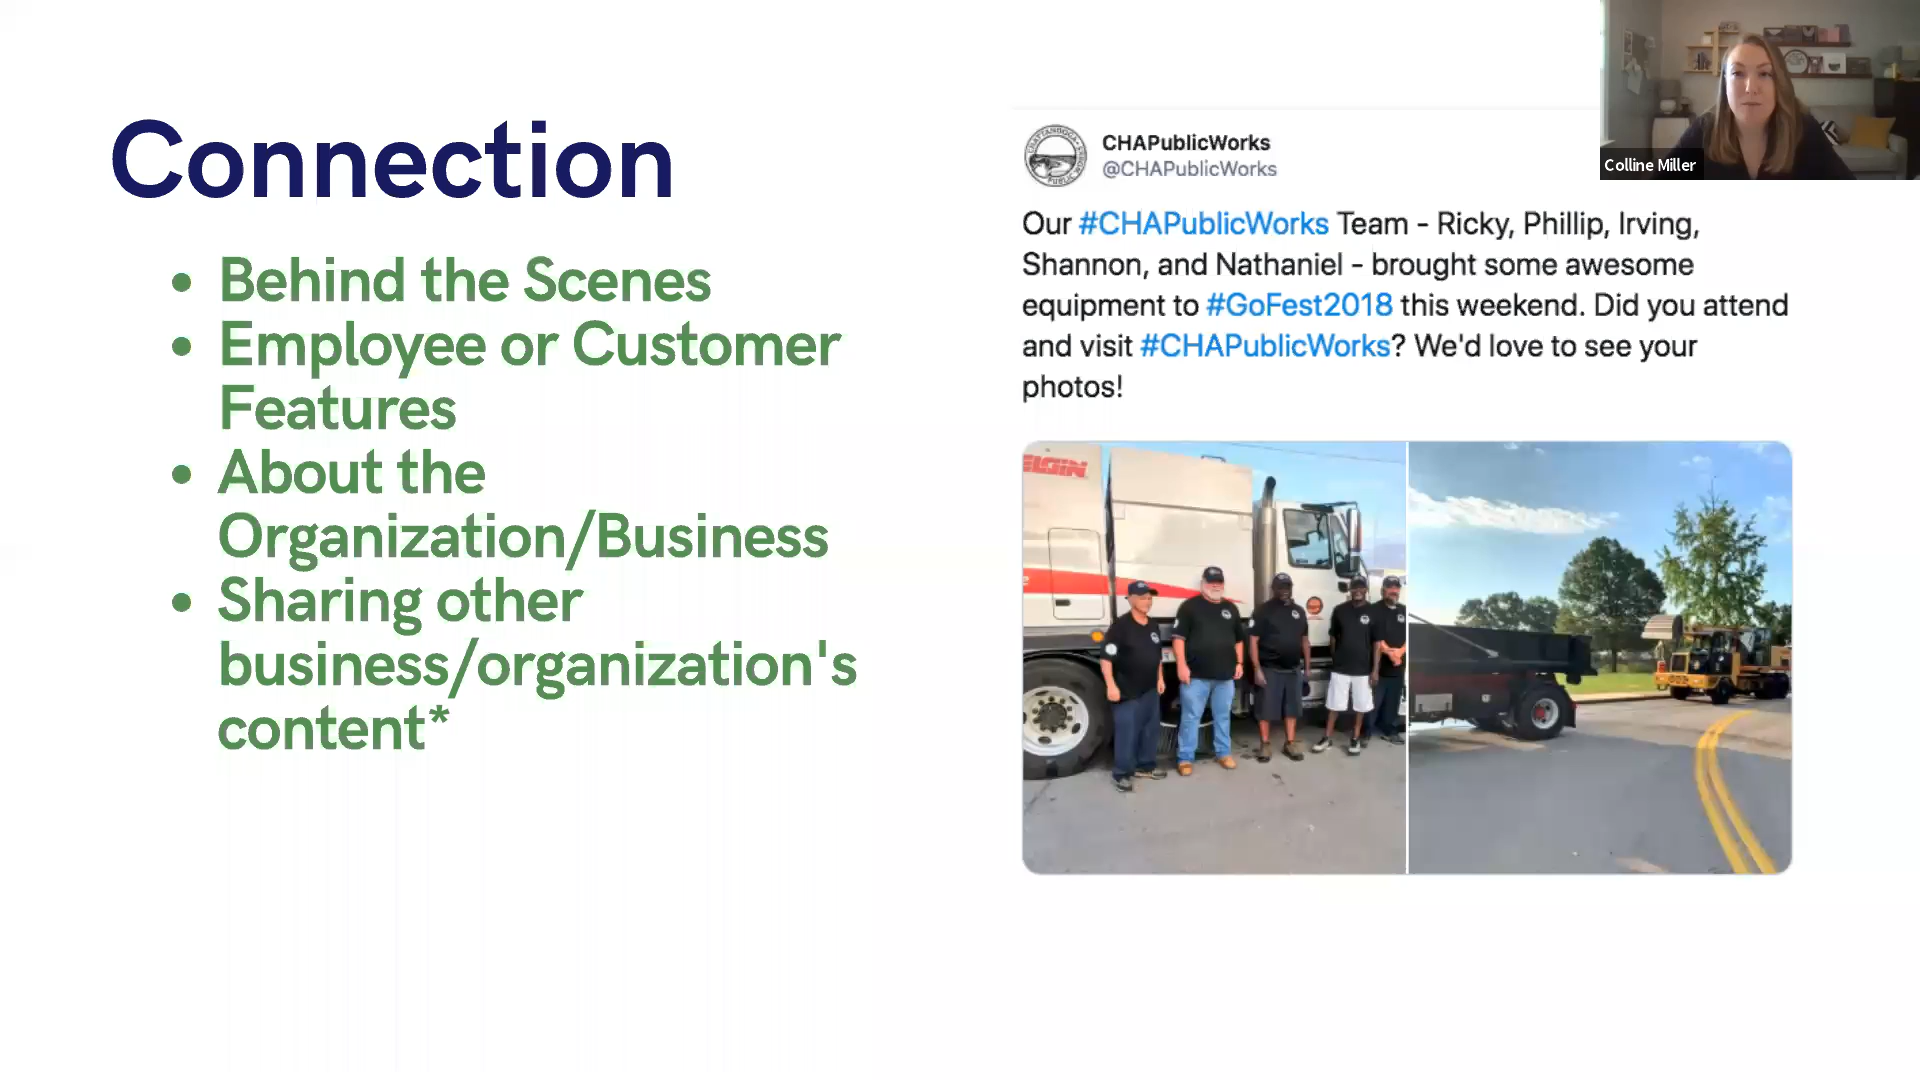 Connection
• Behind the Scenes
• Employee or Customer
Features
• About the
Organization/Business
• Sharing other
business/organization's
content*
CHAPublicWorks
@CHAPublicWorks
Our #CHAPublicWorks Team - Ricky, Phillip, Irving,
Shannon, and Nathaniel - brought some awesome
equipment to #GoFest2018 this weekend. Did you attend
and visit #CHAPublicWorks? We'd love to see your
photos!
Colline Miller